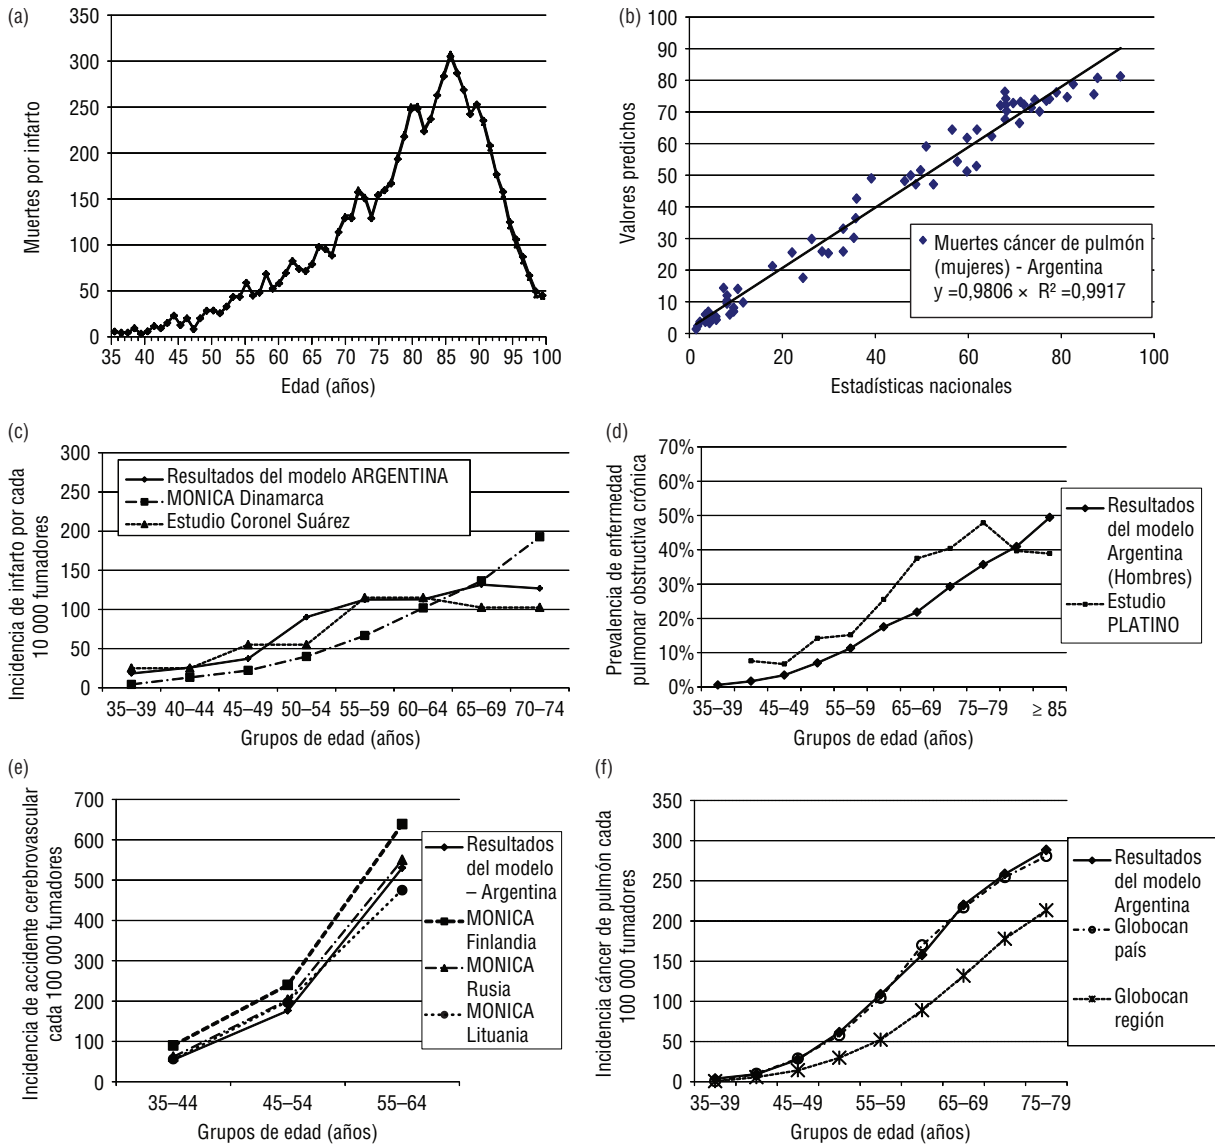 (a)
Muertes por infarto
350
300
250
200
150
100
50
0
35 40 45 50 55 60 65 70 75 80 85 90 95 100
Edad (años)
(b)
Valores predichos
100
90
80
70
60
50
40
30
20
10
0
0 20 40 60 80 100
Estadísticas nacionales
Muertes cáncer de pulmón
(mujeres) - Argentina
y =0,9806 × R² =0,9917
(c)
Incidencia de infarto por cada
10 000 fumadores
300
250
200
150
100
50
0
Resultados del modelo ARGENTINA
MONICA Dinamarca
Estudio Coronel Suárez
35–39 40–44 45–49 50–54 55–59 60–64 65–69 70–74
Grupos de edad (años)
(d)
Prevalencia de enfermedad
pulmonar obstructiva crónica
70%
60%
50%
40%
30%
20%
10%
0%
35–39 45–49 55–59 65–69 75–79 ≥ 85
Grupos de edad (años)
Resultados
del modelo
Argentina
(Hombres)
Estudio
PLATINO
(e)
Incidencia de accidente cerebrovascular
cada 100 000 fumadores
700
600
500
400
300
200
100
0
35–44 45–54 55–64
Grupos de edad (años)
Resultados
del modelo
– Argentina
MONICA
Finlandia
MONICA
Rusia
MONICA
Lituania
(f)
Incidencia cáncer de pulmón cada
100 000 fumadores
350
300
250
200
150
100
50
0
35–39 45–49 55–59 65–69 75–79
Grupos de edad (años)
Resultados
del modelo
Argentina
Globocan
país
Globocan
región